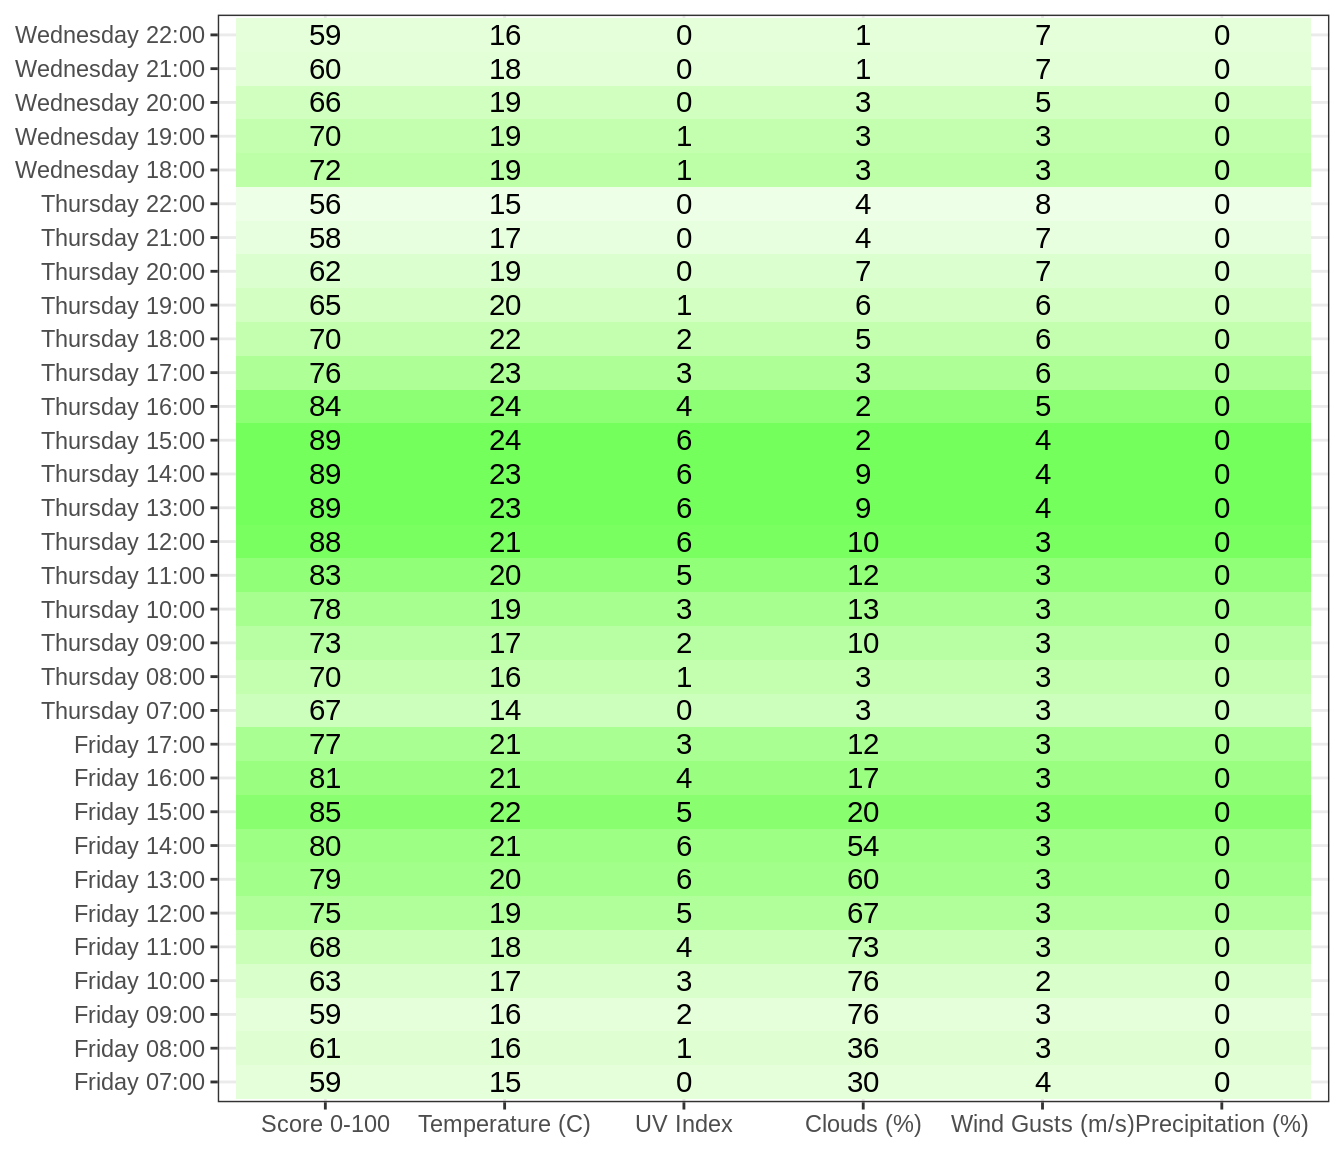 Wednesday 22:00 59 16 0 1 7 0
Wednesday 21:00 60 18 0 1 7 0
Wednesday 20:00 66 19 0 3 5 0
Wednesday 19:00 70 19 1 3 3 0
Wednesday 18:00 72 19 1 3 3 0
Thursday 22:00 56 15 0 4 8 0
Thursday 21:00 58 17 0 4 7 0
Thursday 20:00 62 19 0 7 7 0
Thursday 19:00 65 20 1 6 6 0
Thursday 18:00 70 22 2 5 6 0
Thursday 17:00 76 23 3 3 6 0
Thursday 16:00 84 24 4 2 5 0
Thursday 15:00 89 24 6 2 4 0
Thursday 14:00 89 23 6 9 4 0
Thursday 13:00 89 23 6 9 4 0
Thursday 12:00 88 21 6 10 3 0
Thursday 11:00 83 20 5 12 3 0
Thursday 10:00 78 19 3 13 3 0
Thursday 09:00 73 17 2 10 3 0
Thursday 08:00 70 16 1 3 3 0
Thursday 07:00 67 14 0 3 3 0
Friday 17:00 77 21 3 12 3 0
Friday 16:00 81 21 4 17 3 0
Friday 15:00 85 22 5 20 3 0
Friday 14:00 80 21 6 54 3 0
Friday 13:00 79 20 6 60 3 0
Friday 12:00 75 19 5 67 3 0
Friday 11:00 68 18 4 73 3 0
Friday 10:00 63 17 3 76 2 0
Friday 09:00 59 16 2 76 3 0
Friday 08:00 61 16 1 36 3 0
Friday 07:00 59 15 0 30 4 0
Score 0-100 Temperature (C) UV Index Clouds (%) Wind Gusts (m/s) Precipitation (%)